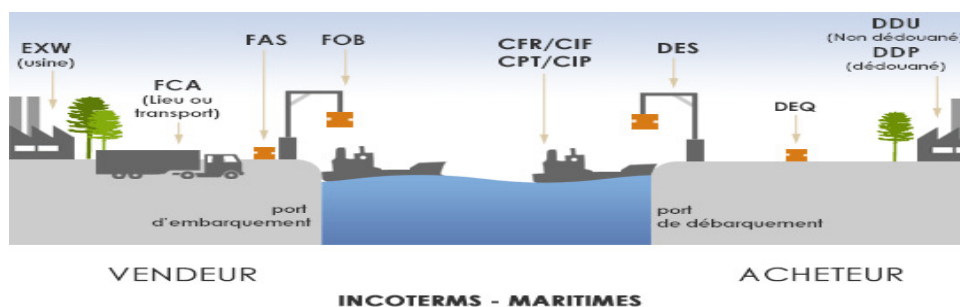 EXW
(usine)
FCA
(Lieu ou
transport)
FAS
FOB
CFR/CIF
CPT/CIP
DES
DEQ
DDU
(Non dédouané)
DDP
(dédouané)
port
d'embarquement
port
de débarquement
VENDEUR
ACHETEUR
INCOTERMS - MARITIMES